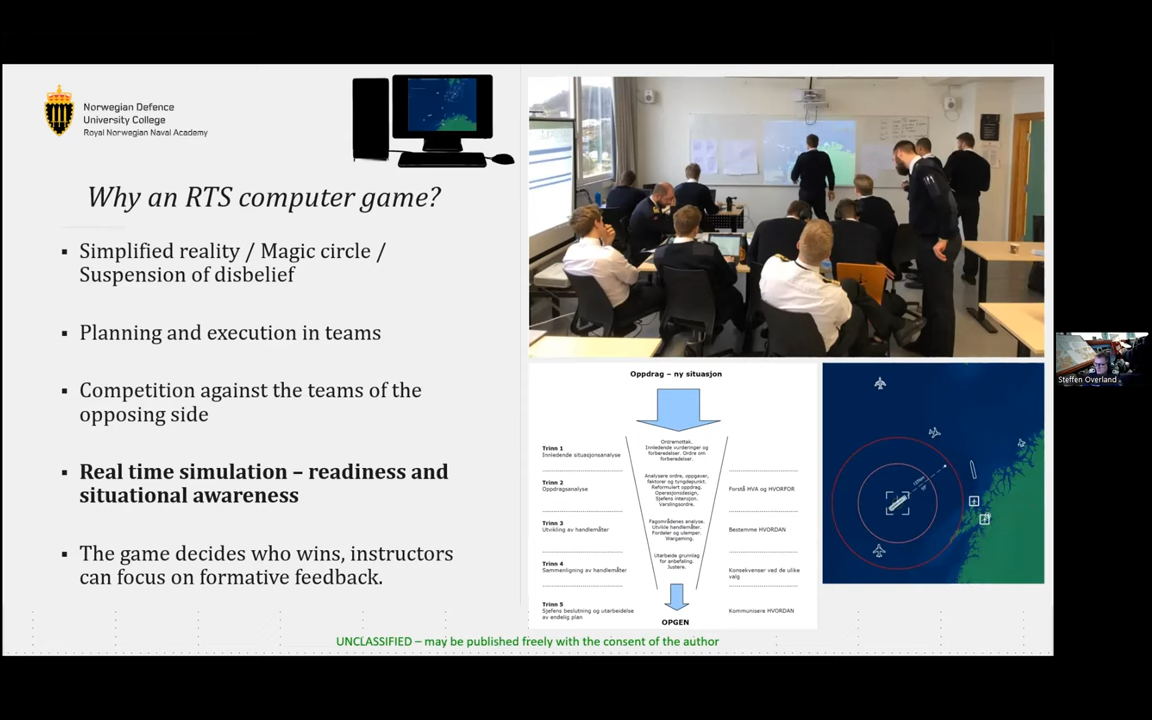 Norwegian Defence
University College
Royal Norwegian Naval Academy
Why an RTS computer game?
▪ Simplified reality / Magic circle /
Suspension of disbelief
▪ Planning and execution in teams
▪ Competition against the teams of the
opposing side
▪ Real time simulation – readiness and
situational awareness
▪ The game decides who wins, instructors
can focus on formative feedback.
Oppdrag – ny situasjon
Trinn 1
Innledende situasjonsanalyse
Ordremottak.
Innledende vurderinger og
forberedelser. Ordre om
forberedelser.
Trinn 2
Oppdragsanalyse
Analysere ordre, oppgaver,
faktorer og tyngdepunkt.
Reformulert oppdrag.
Operasjonsdesign,
Sjefens intensjon.
Varslingsordre.
Forstå HVA og HVORFOR
Trinn 3
Utvikling av handlemåter
Fagområdenes analyse.
Utvikle handlemåter.
Fordeler og ulemper.
Wargaming.
Bestemme HVORDAN
Trinn 4
Sammenligning av handlemåter
Utarbeide grunnlag
for anbefaling.
Justere.
Konsekvenser ved de ulike
valg
Trinn 5
Sjefens beslutning og utarbeidelse
av endelig plan
Kommunisere HVORDAN
OPGEN
UNCLASSIFIED – may be published freely with the consent of the author
Steffen Overland